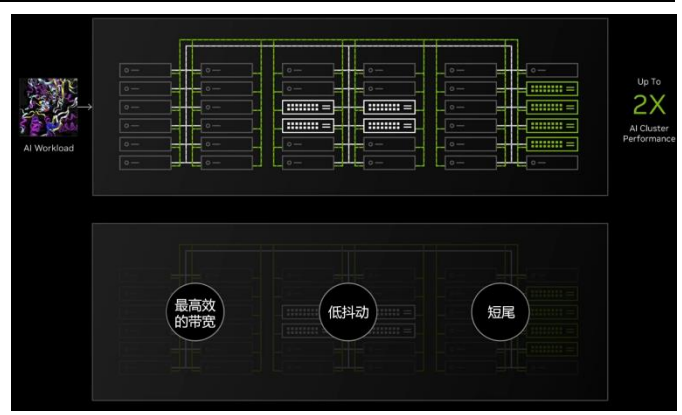 AI Workload
Up To
2X
AI Cluster
Performance
最高效
的带宽
低抖动
短尾